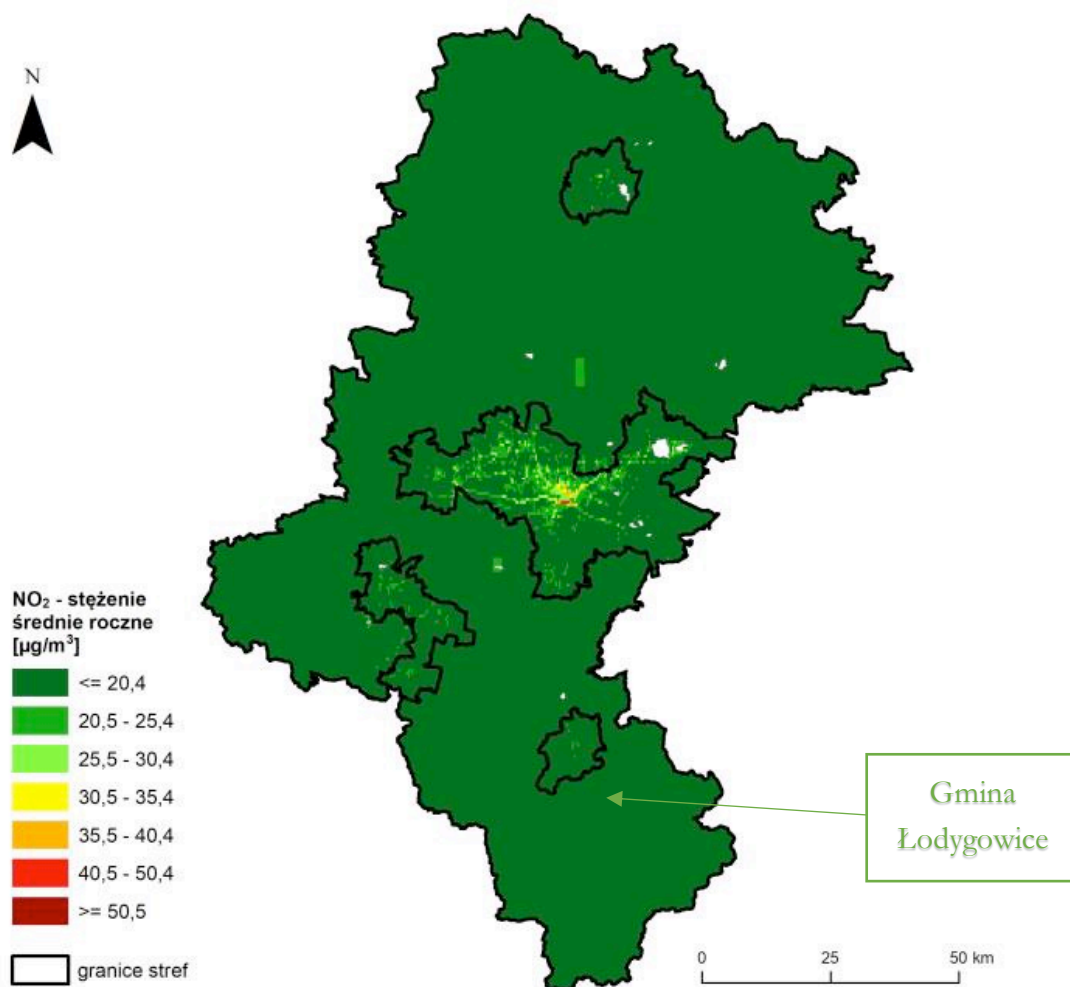 N
NO₂ - stężenie
średnie roczne
[µg/m³]
<= 20,4
20,5 - 25,4
25,5 - 30,4
30,5 - 35,4
35,5 - 40,4
40,5 - 50,4
>= 50,5
granice stref
Gmina
Łodygowice
0 25 50 km